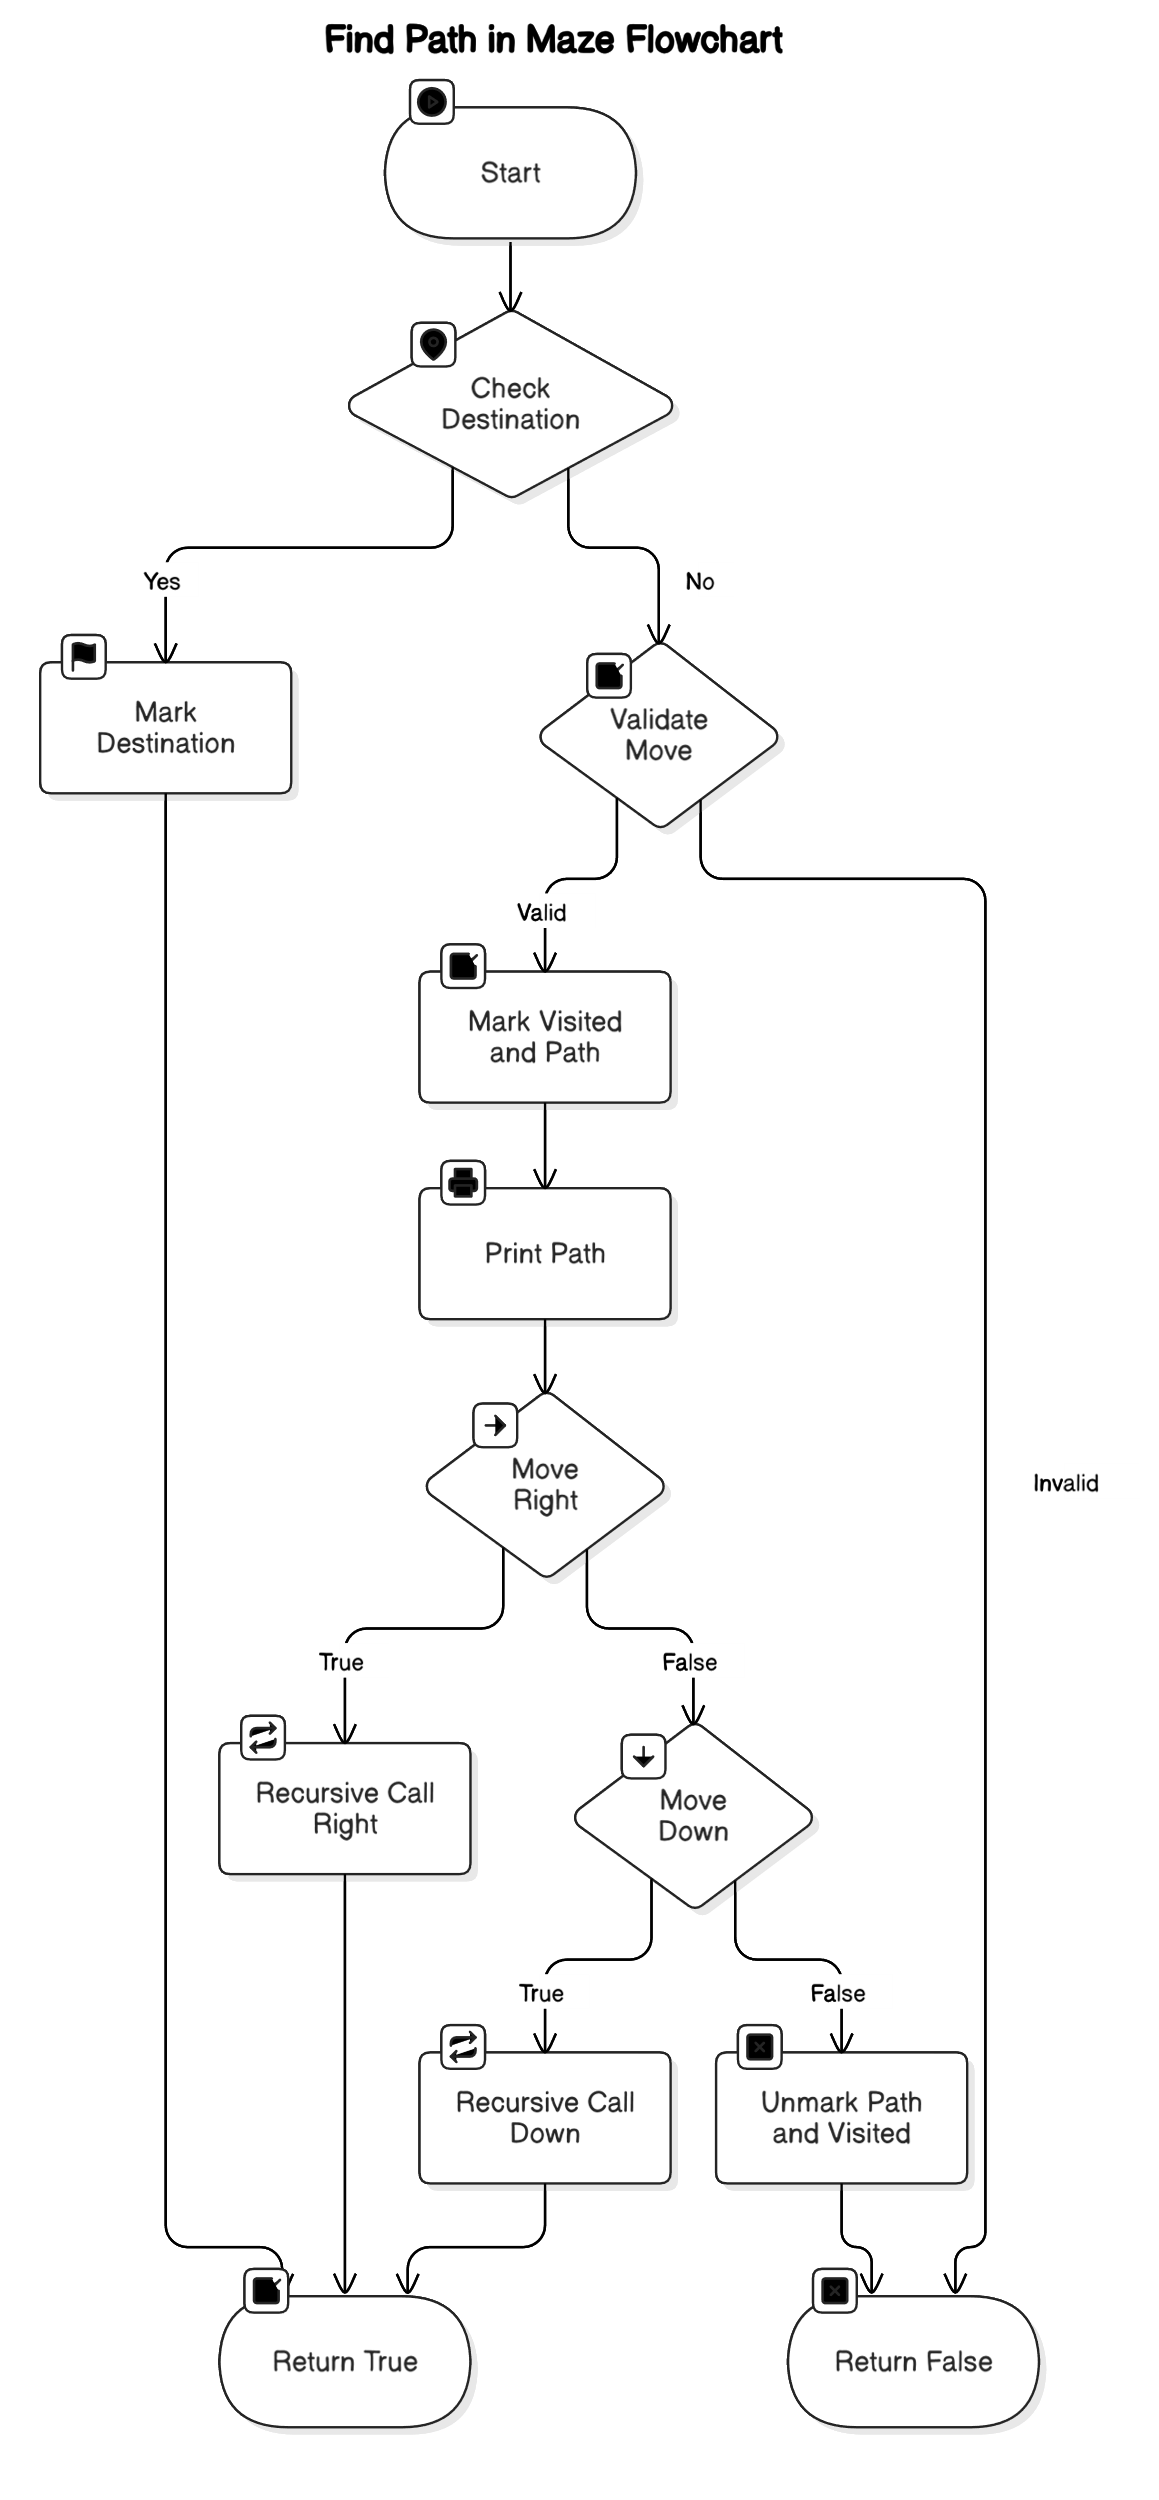 Find Path in Maze Flowchart
Start
Check
Destination
Yes
No
Mark
Destination
Validate
Move
Valid
Mark Visited
and Path
Print Path
Move
Right
Invalid
True
False
Recursive Call
Right
Move
Down
True
False
Recursive Call
Down
Unmark Path
and Visited
Return True
Return False